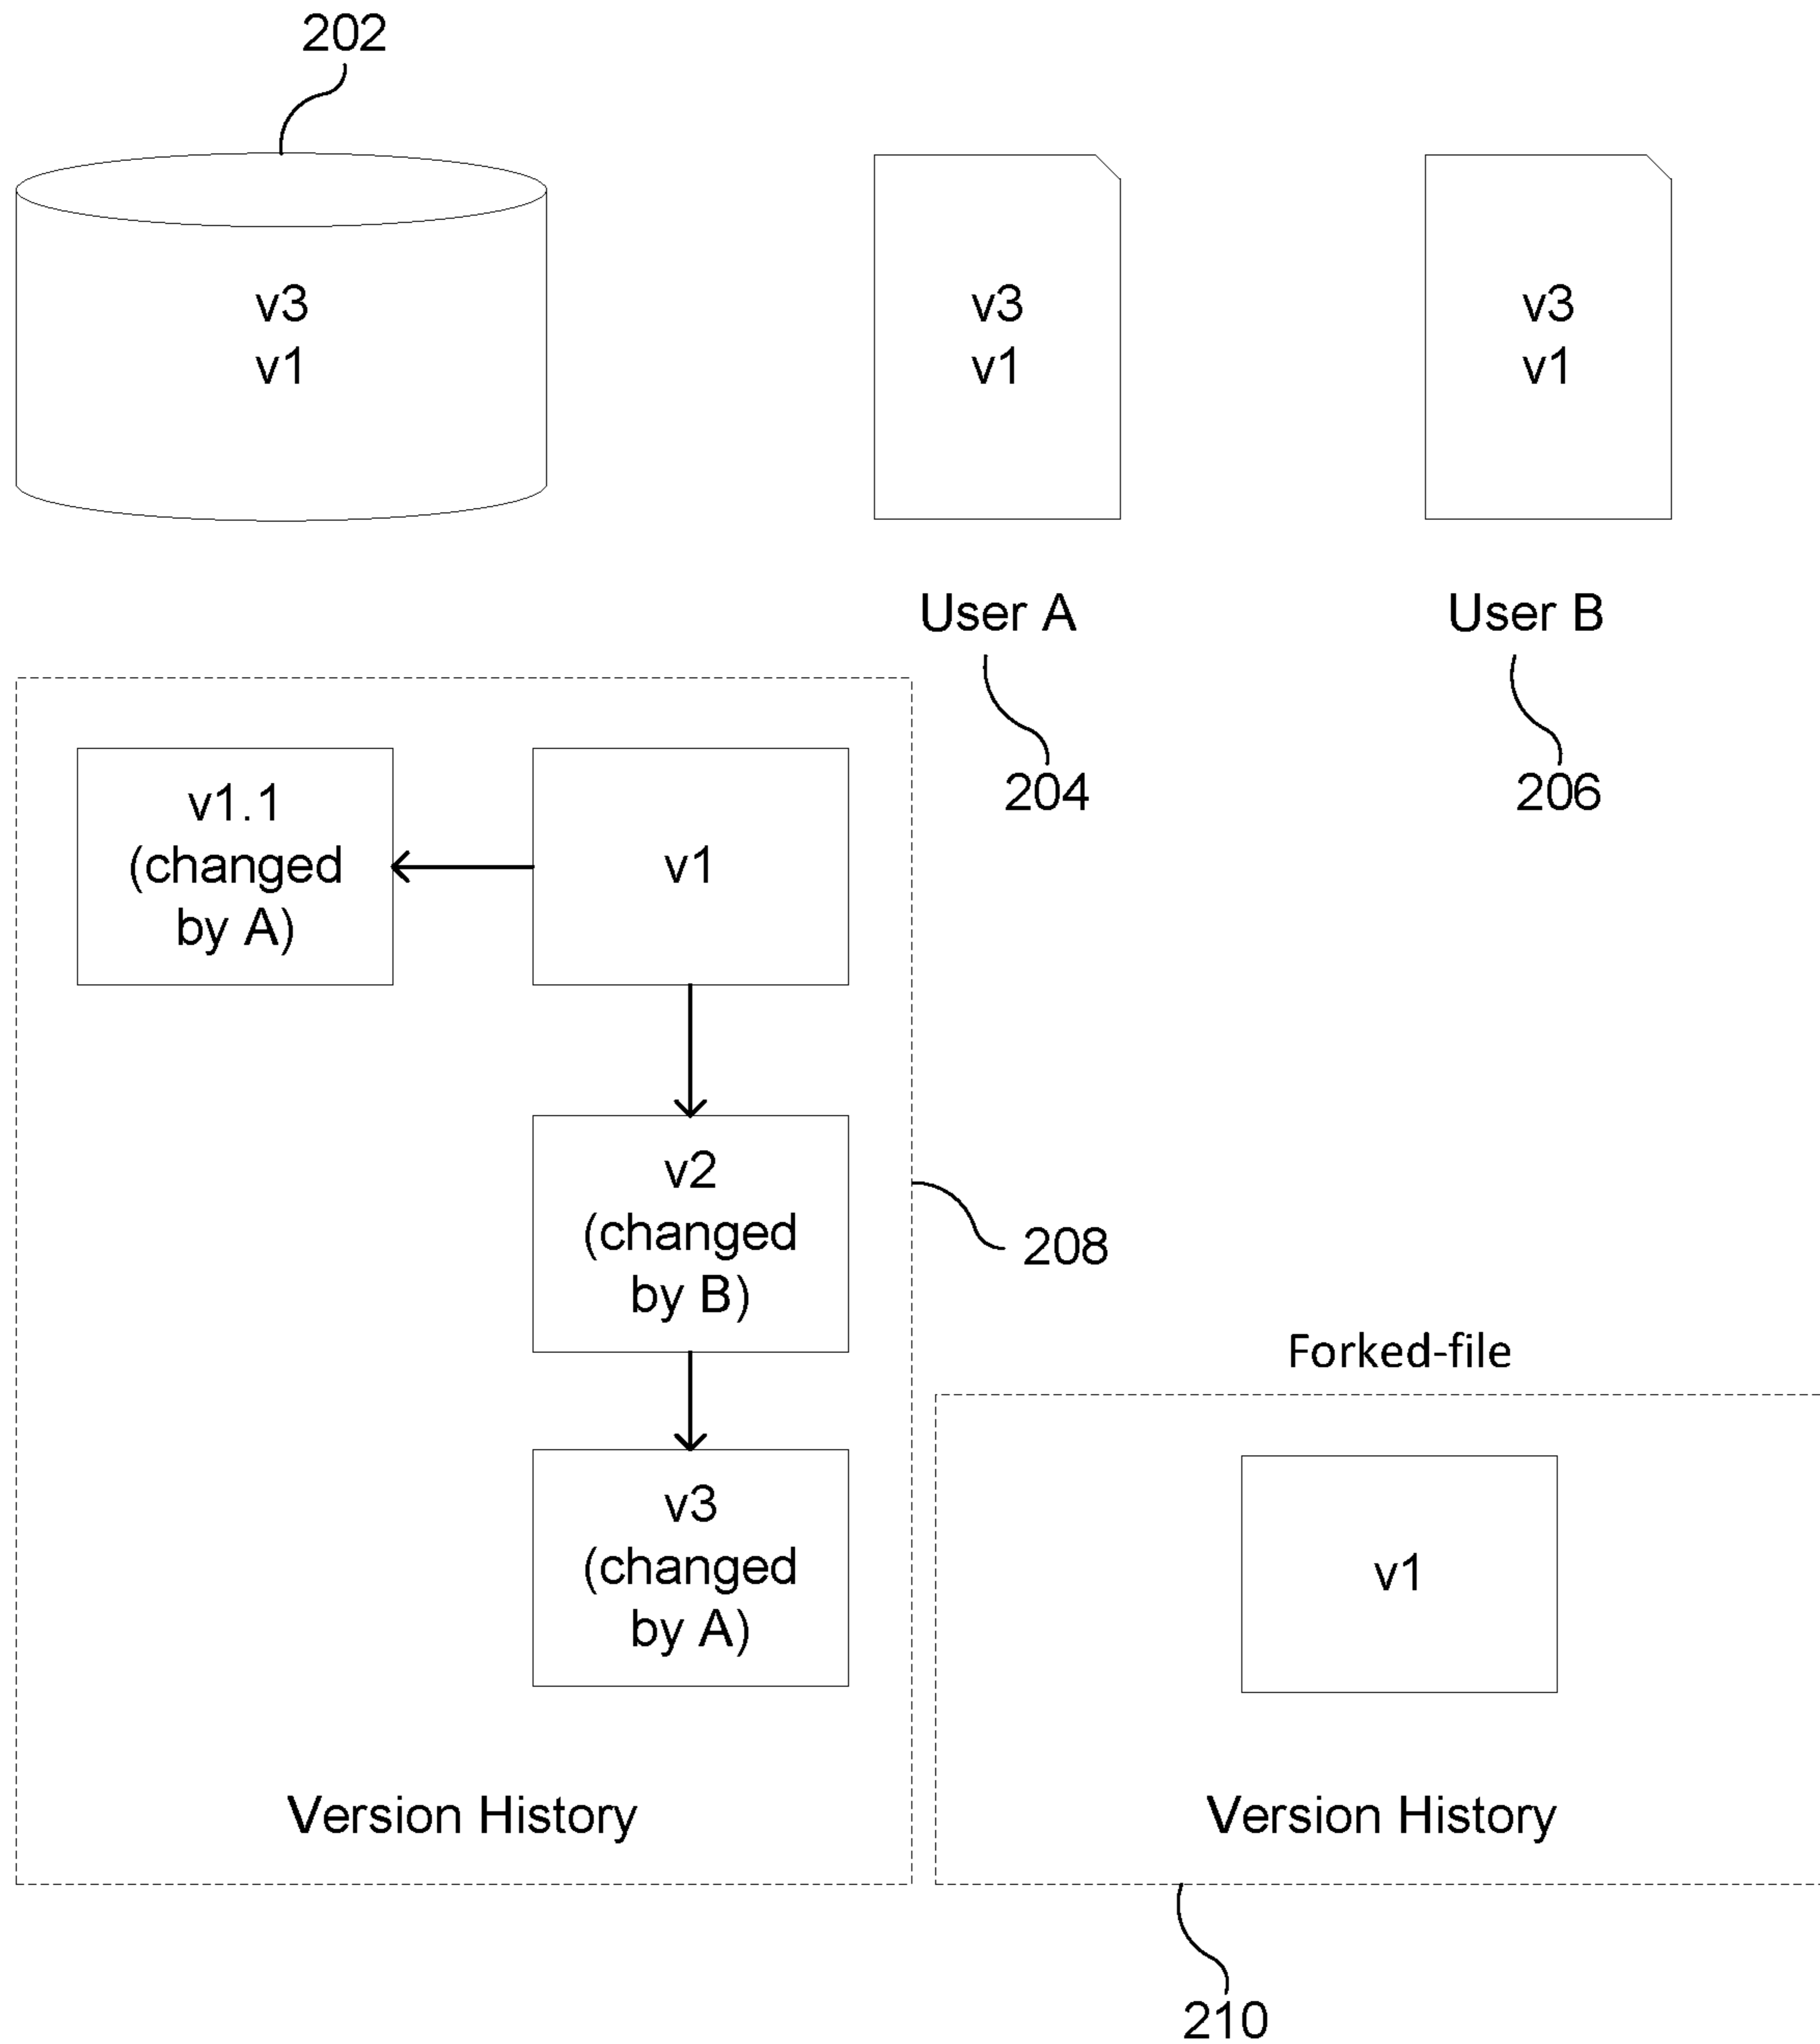 202
v3
v1
v3
v1
v3
v1
User A
User B
204
206
v1.1
(changed
by A)
v1
v2
(changed
by B)
208
v3
(changed
by A)
Version History
Forked-file
v1
Version History
210